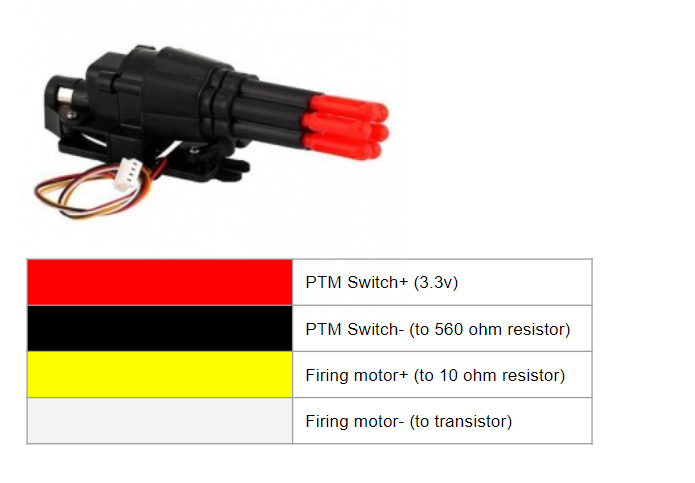 PTM Switch+ (3.3v)
PTM Switch- (to 560 ohm resistor)
Firing motor+ (to 10 ohm resistor)
Firing motor- (to transistor)